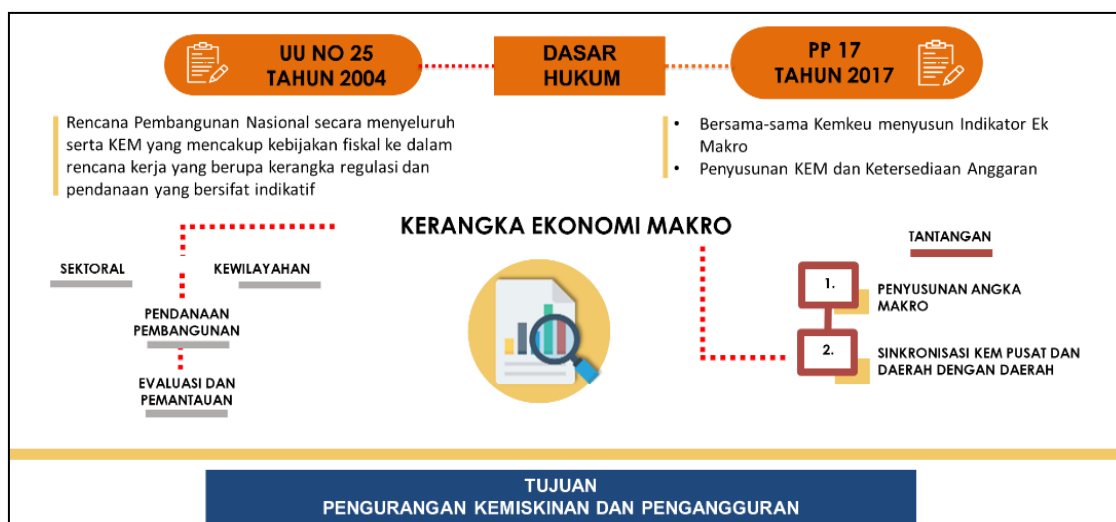 UU NO 25
TAHUN 2004
DASAR
HUKUM
PP 17
TAHUN 2017
Rencana Pembangunan Nasional secara menyeluruh
serta KEM yang mencakup kebijakan fiskal ke dalam
rencana kerja yang berupa kerangka regulasi dan
pendanaan yang bersifat indikatif
• Bersama-sama Kemkeu menyusun Indikator Ek
Makro
• Penyusunan KEM dan Ketersediaan Anggaran
KERANGKA EKONOMI MAKRO
SEKTORAL
KEWILAYAHAN
PENDANAAN
PEMBANGUNAN
EVALUASI DAN
PEMANTAUAN
TANTANGAN
1.
PENYUSUNAN ANGKA
MAKRO
2.
SINKRONISASI KEM PUSAT DAN
DAERAH DENGAN DAERAH
TUJUAN
PENGURANGAN KEMISKINAN DAN PENGANGGURAN